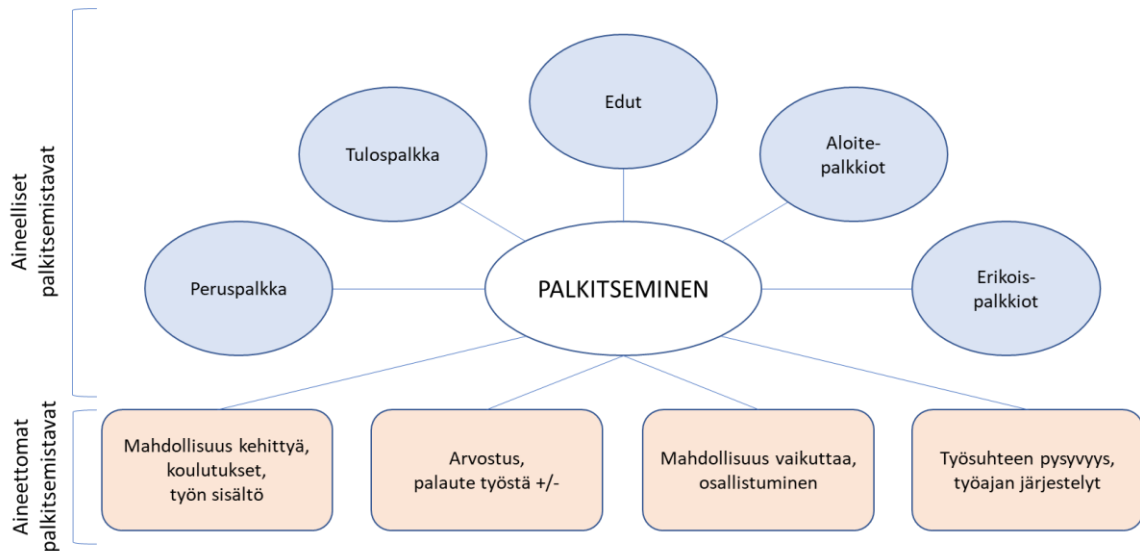 Aineelliset
palkitsemistavat
Edut
Tulospalkka
Aloite-
palkkiot
Peruspalkka
PALKITSEMINEN
Erikois-
palkkiot
Aineettomat
palkitsemistavat
Mahdollisuus kehittyä,
koulutukset,
työn sisältö
Arvostus,
palaute työstä +/-
Mahdollisuus vaikuttaa,
osallistuminen
Työsuhteen pysyvyys,
työajan järjestelyt